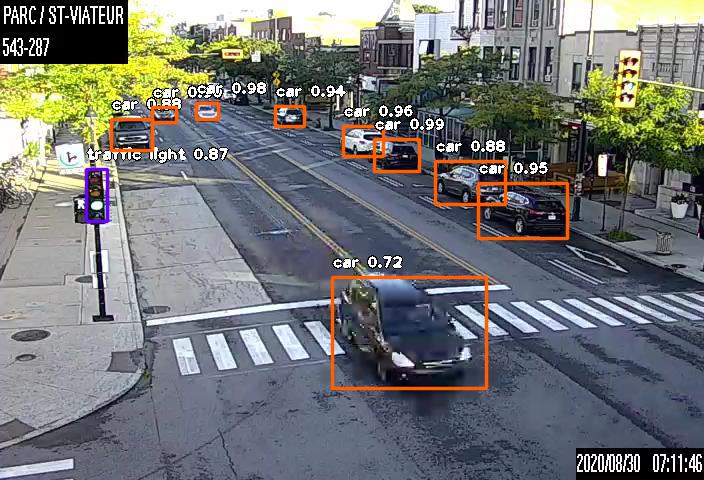 PARC / ST-VIATEUR
543-287
car 0.98
car 0.94
car 0.88
car 0.96
car 0.99
car 0.88
traffic light 0.87
car 0.95
car 0.72
2020/08/30 07:11:46